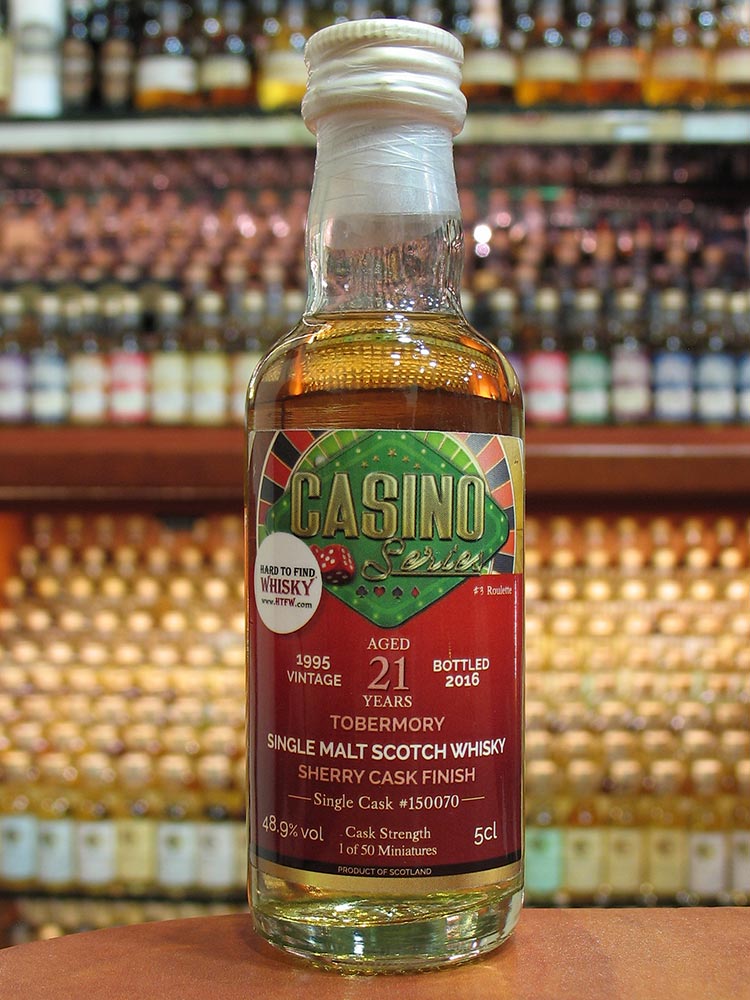 CASINO
Series
HARD TO FIND
WHISKY
www.HTFW.com
#3 Roulette
AGED
1995
VINTAGE
21
BOTTLED
2016
YEARS
TOBERMORY
SINGLE MALT SCOTCH WHISKY
SHERRY CASK FINISH
Single Cask #150070
48.9% vol
Cask Strength
5cl
1 of 50 Miniatures
PRODUCT OF SCOTLAND